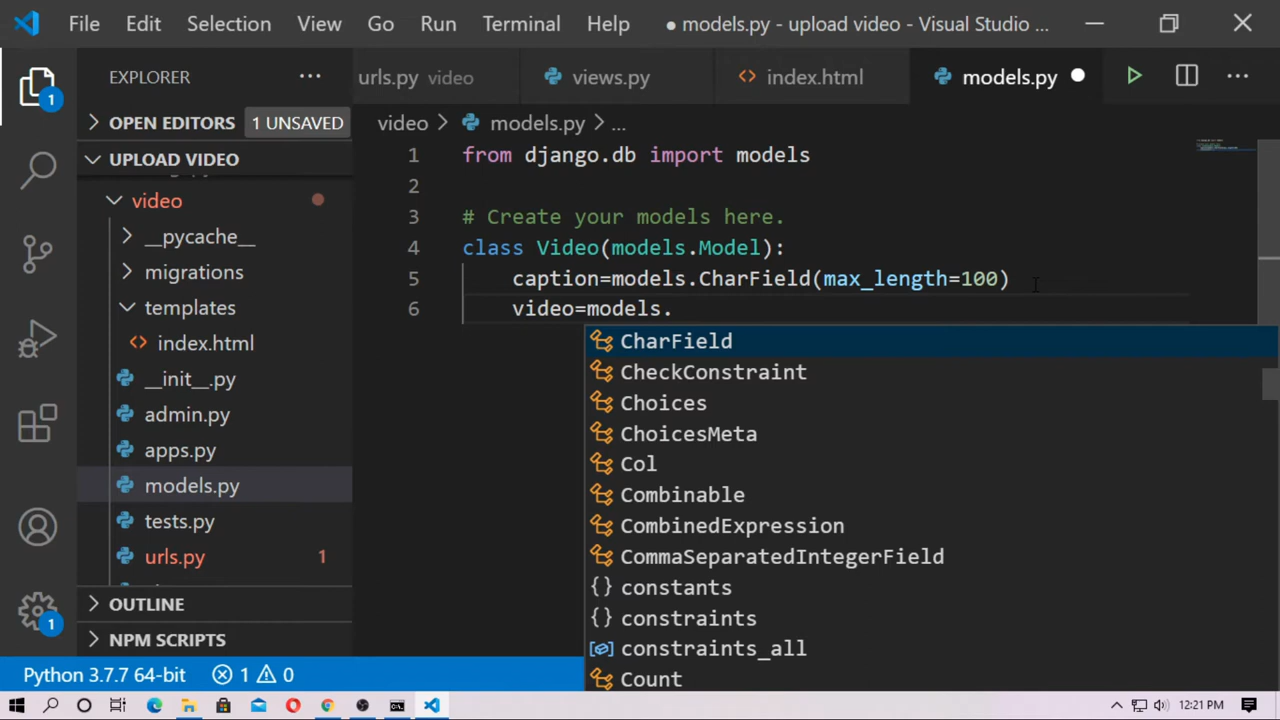 File Edit Selection View Go Run Terminal Help ● models.py - upload video - Visual Studio ...
EXPLORER ...
urls.py video views.py index.html models.py
1
OPEN EDITORS 1 UNSAVED
video > models.py > ...
UPLOAD VIDEO
1 from django.db import models
2
video
3 # Create your models here.
__pycache__
4 class Video(models.Model):
migrations
5 caption=models.CharField(max_length=100)
templates
6 video=models.
index.html
CharField
__init__.py
CheckConstraint
admin.py
Choices
ChoicesMeta
apps.py
Col
models.py
Combinable
tests.py
CombinedExpression
urls.py 1
CommaSeparatedIntegerField
{} constants
OUTLINE
{} constraints
1
NPM SCRIPTS
constraints_all
Python 3.7.7 64-bit 1 0
Count
12:21 PM